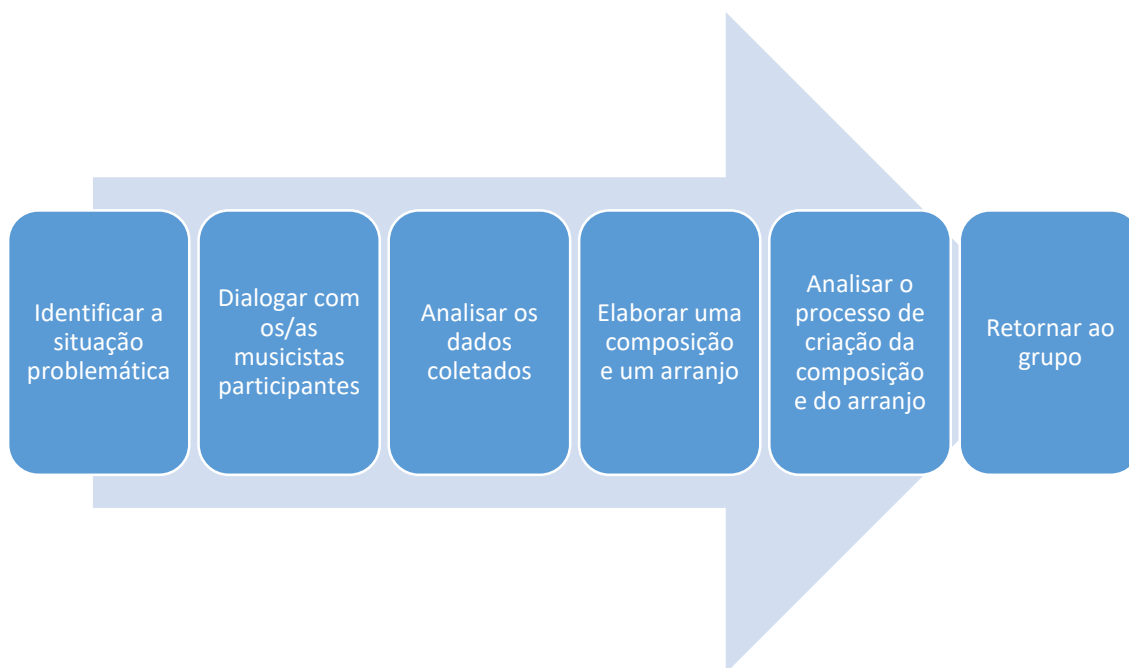 Identificar a
situação
problemática
Dialogar com
os/as
musicistas
participantes
Analisar os
dados
coletados
Elaborar uma
composição
e um arranjo
Analisar o
processo de
criação da
composição
e do arranjo
Retornar ao
grupo